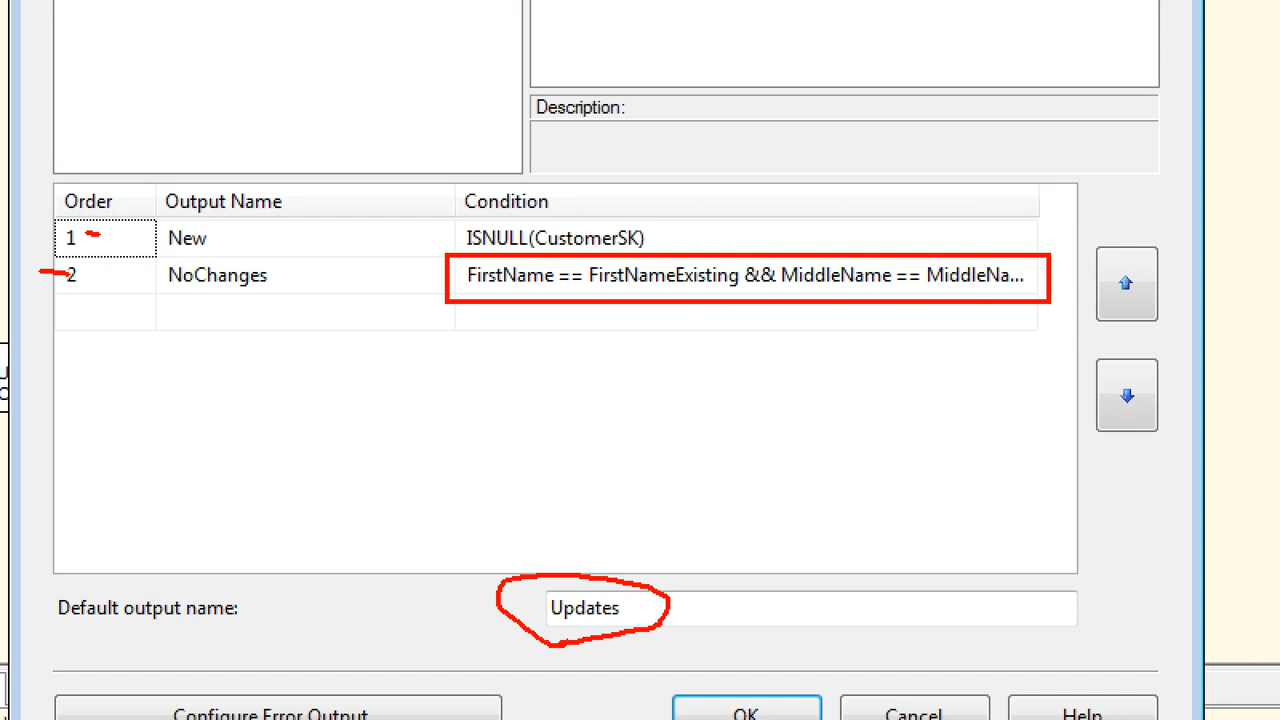 Description:
Order Output Name Condition
1 New ISNULL(CustomerSK)
2 NoChanges FirstName == FirstNameExisting && MiddleName == MiddleNa...
Default output name: Updates
Configure Error Output OK Cancel Help